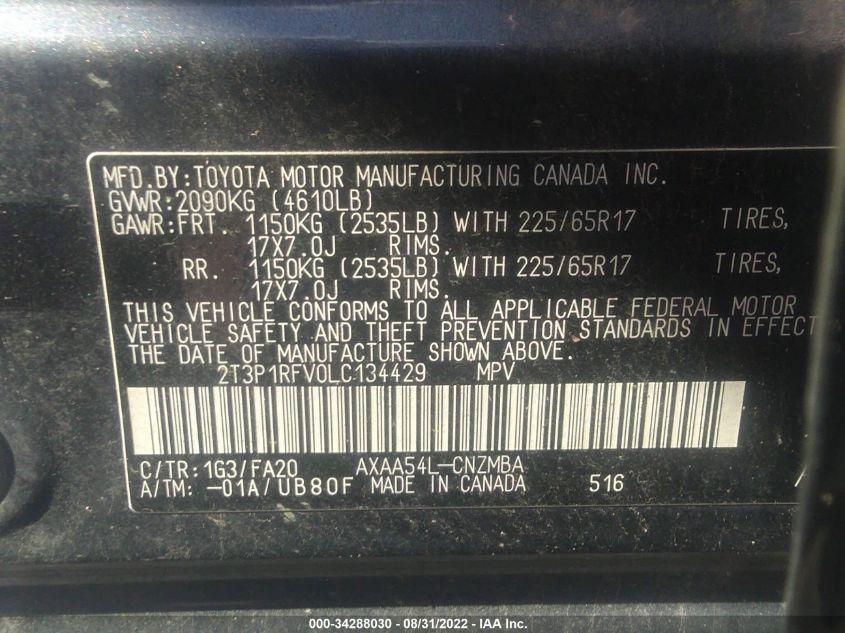 MFD.BY:TOYOTA MOTOR MANUFACTURING CANADA INC.
GVWR:2090KG (4610LB)
GAWR:FRT. 1150KG (2535LB) WITH 225/65R17 TIRES,
17X7.0J RIMS.
RR. 1150KG (2535LB) WITH 225/65R17 TIRES,
17X7.0J RIMS.
THIS VEHICLE CONFORMS TO ALL APPLICABLE FEDERAL MOTOR
VEHICLE SAFETY AND THEFT PREVENTION STANDARDS IN EFFECT
THE DATE OF MANUFACTURE SHOWN ABOVE.
2T3P1RFV0LC134429 MPV
C/TR:1G3/FA20 AXAA54L-CNZMBA
A/TM: -01A/UB80F MADE IN CANADA 516
000-34288030 - 08/31/2022 - IAA Inc.